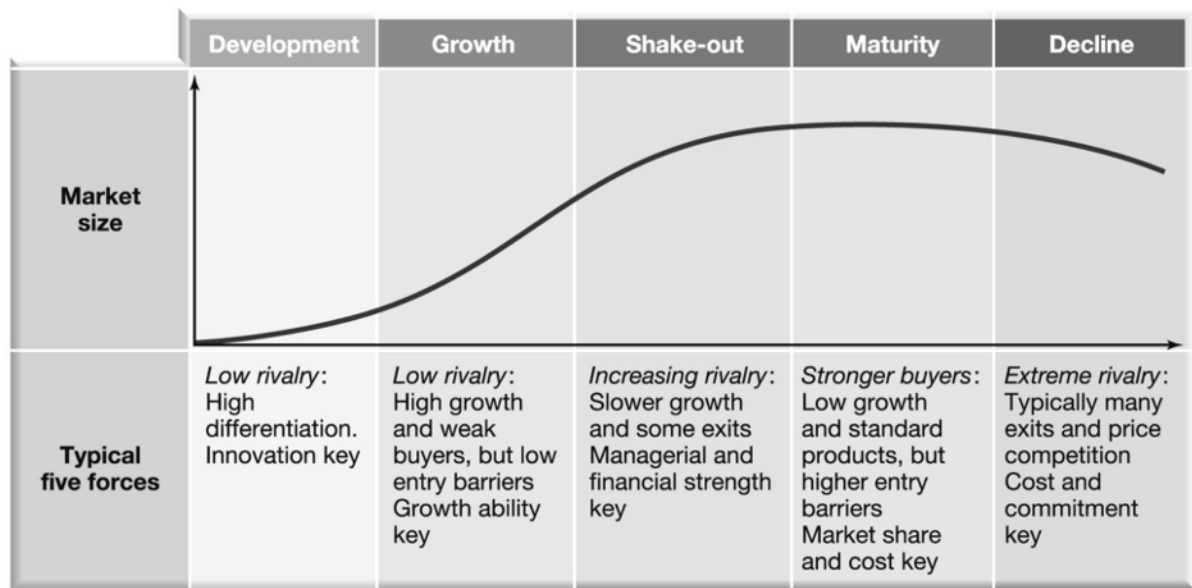 Development
Growth
Shake-out
Maturity
Decline
Market
size
Typical
five forces
Low rivalry:
High
differentiation.
Innovation key
Low rivalry:
High growth
and weak
buyers, but low
entry barriers
Growth ability
key
Increasing rivalry:
Slower growth
and some exits
Managerial and
financial strength
key
Stronger buyers:
Low growth
and standard
products, but
higher entry
barriers
Market share
and cost key
Extreme rivalry:
Typically many
exits and price
competition
Cost and
commitment
key